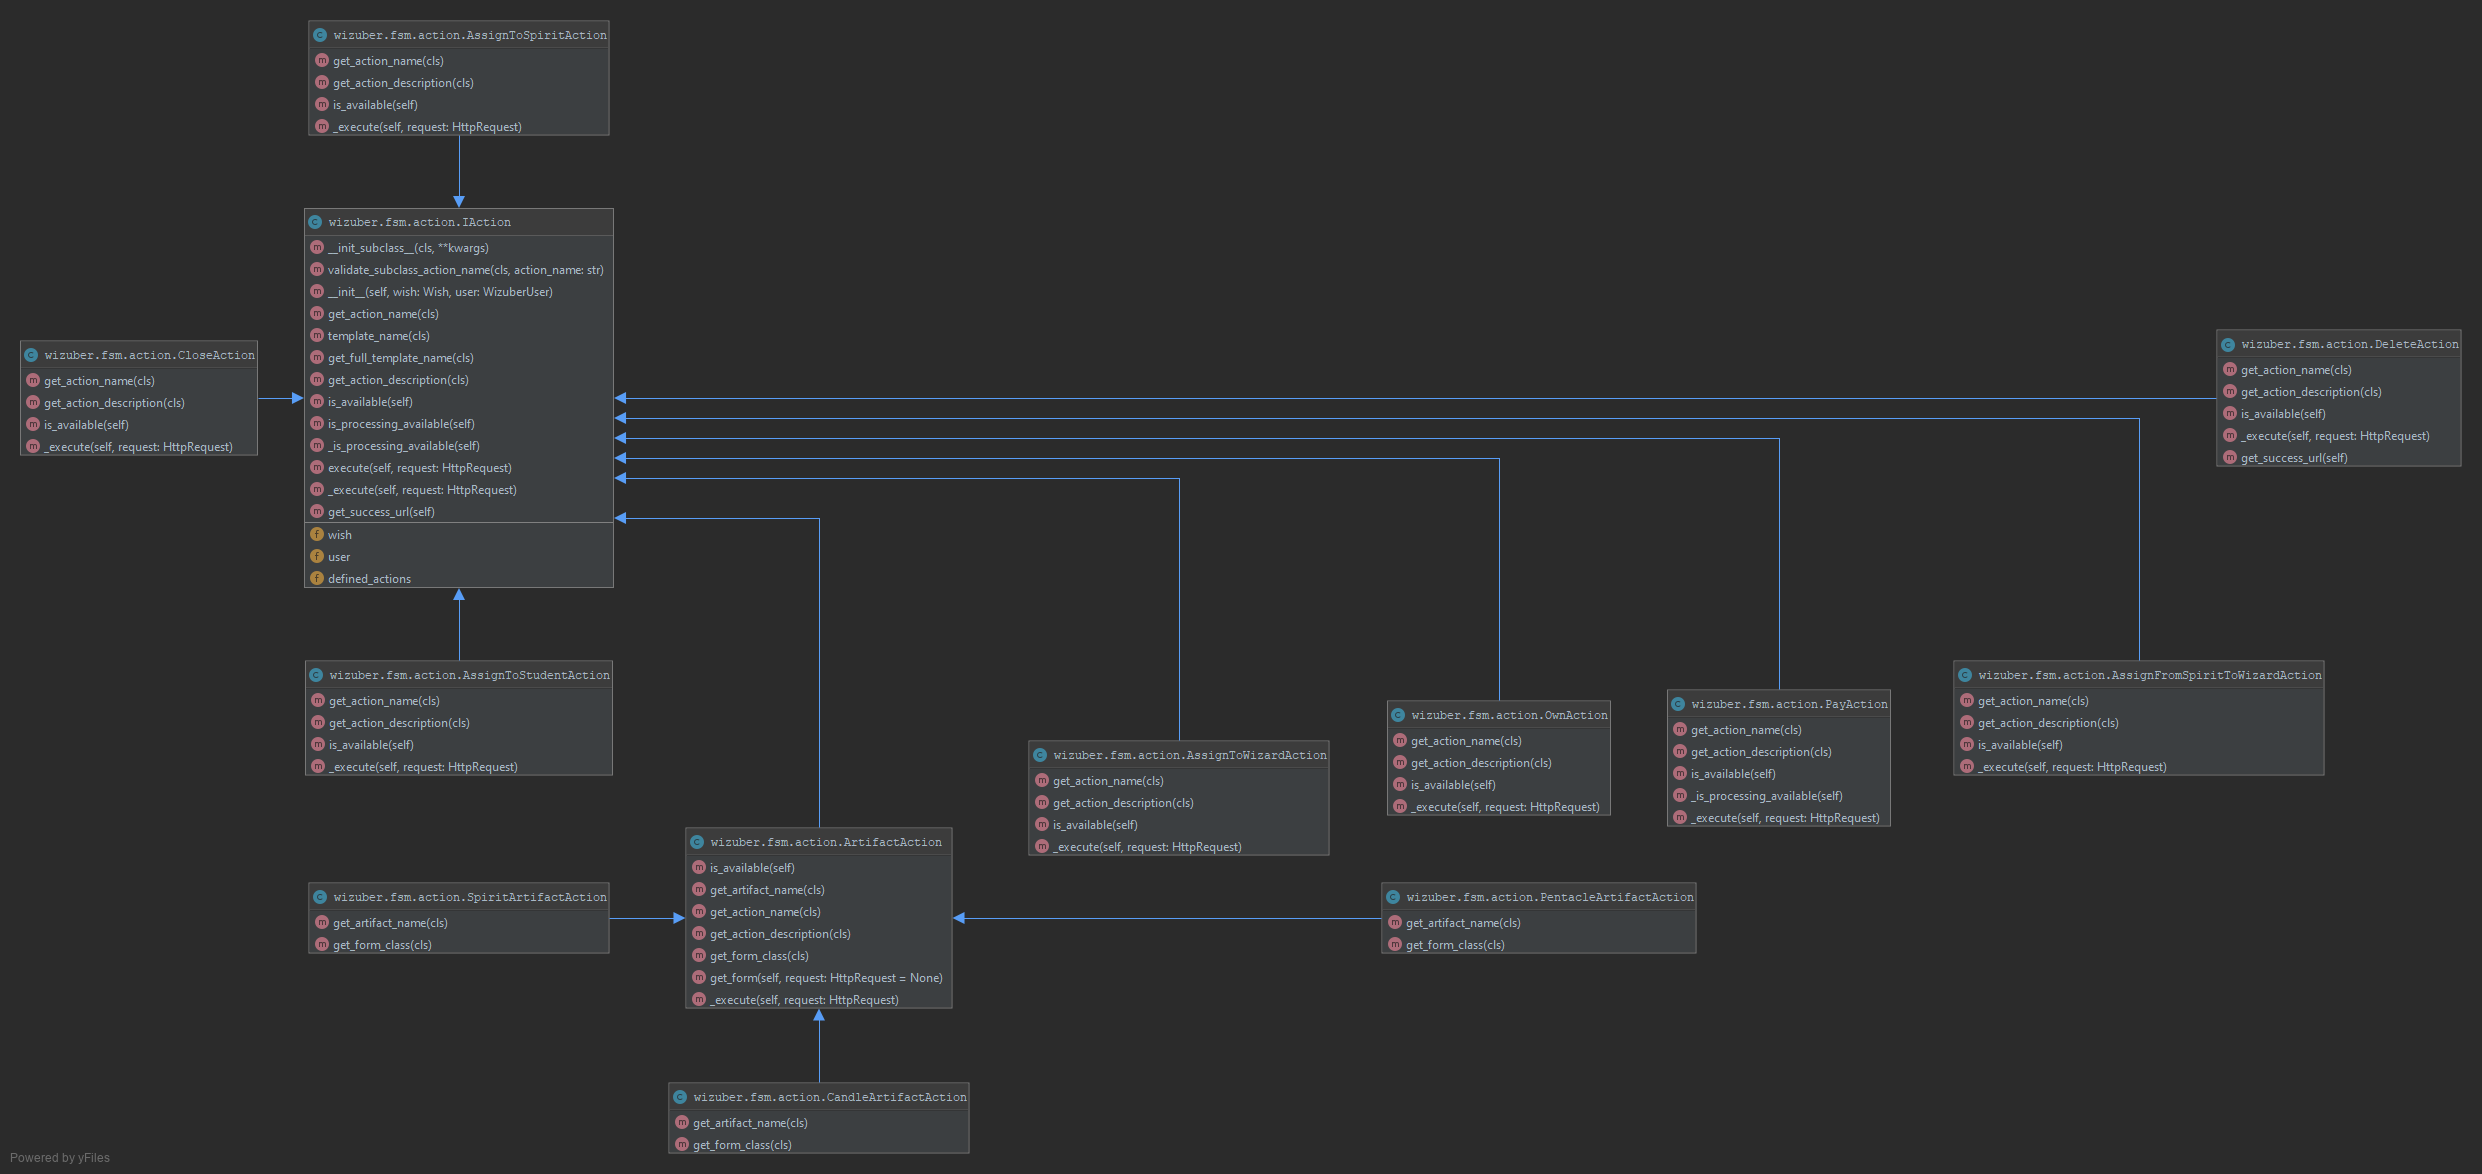 wizuber.fsm.action.AssignToSpiritAction
get_action_name(cls)
get_action_description(cls)
is_available(self)
_execute(self, request: HttpRequest)
wizuber.fsm.action.IAction
__init_subclass__(cls, **kwargs)
validate_subclass_action_name(cls, action_name: str)
__init__(self, wish: Wish, user: WizuberUser)
get_action_name(cls)
template_name(cls)
get_full_template_name(cls)
get_action_description(cls)
is_available(self)
is_processing_available(self)
_is_processing_available(self)
execute(self, request: HttpRequest)
_execute(self, request: HttpRequest)
get_success_url(self)
wish
user
defined_actions
wizuber.fsm.action.CloseAction
get_action_name(cls)
get_action_description(cls)
is_available(self)
_execute(self, request: HttpRequest)
wizuber.fsm.action.DeleteAction
get_action_name(cls)
get_action_description(cls)
is_available(self)
_execute(self, request: HttpRequest)
get_success_url(self)
wizuber.fsm.action.AssignToStudentAction
get_action_name(cls)
get_action_description(cls)
is_available(self)
_execute(self, request: HttpRequest)
wizuber.fsm.action.AssignToWizardAction
get_action_name(cls)
get_action_description(cls)
is_available(self)
_execute(self, request: HttpRequest)
wizuber.fsm.action.OwnAction
get_action_name(cls)
get_action_description(cls)
is_available(self)
_execute(self, request: HttpRequest)
wizuber.fsm.action.PayAction
get_action_name(cls)
get_action_description(cls)
is_available(self)
_is_processing_available(self)
_execute(self, request: HttpRequest)
wizuber.fsm.action.AssignFromSpiritToWizardAction
get_action_name(cls)
get_action_description(cls)
is_available(self)
_execute(self, request: HttpRequest)
wizuber.fsm.action.ArtifactAction
is_available(self)
get_artifact_name(cls)
get_action_name(cls)
get_action_description(cls)
get_form_class(cls)
get_form(self, request: HttpRequest = None)
_execute(self, request: HttpRequest)
wizuber.fsm.action.SpiritArtifactAction
get_artifact_name(cls)
get_form_class(cls)
wizuber.fsm.action.PentacleArtifactAction
get_artifact_name(cls)
get_form_class(cls)
wizuber.fsm.action.CandleArtifactAction
get_artifact_name(cls)
get_form_class(cls)
Powered by yFiles